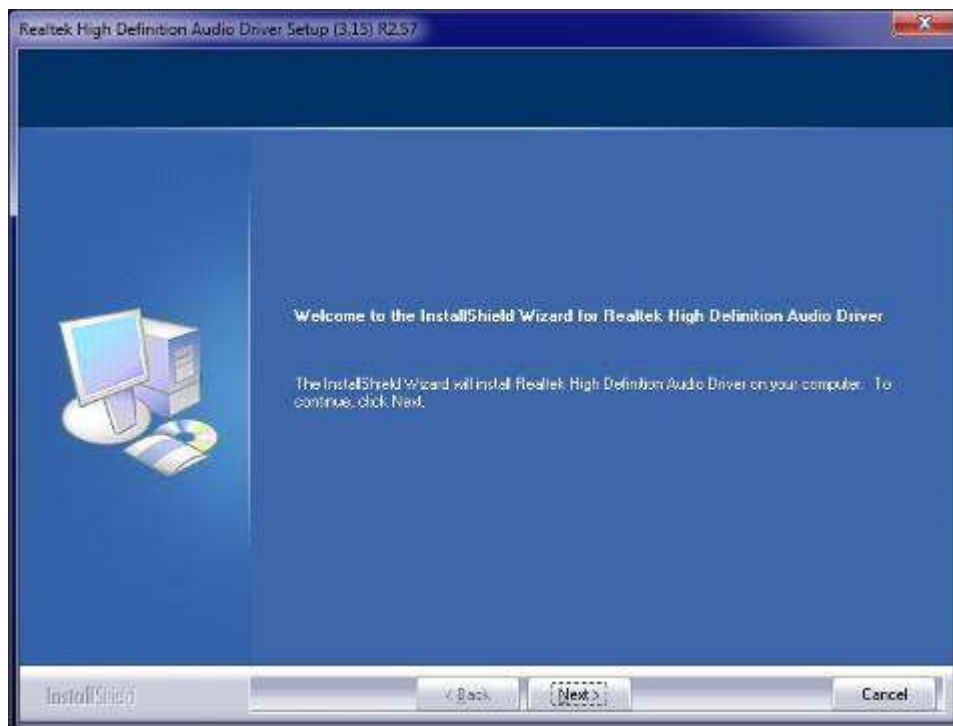 Realtek High Definition Audio Driver Setup (3.15) R2.57
X
Welcome to the InstallShield Wizard for Realtek High Definition Audio Driver
The InstallShield Wizard will install Realtek High Definition Audio Driver on your computer. To
continue, click Next.
InstallShield
< Back
Next >
Cancel